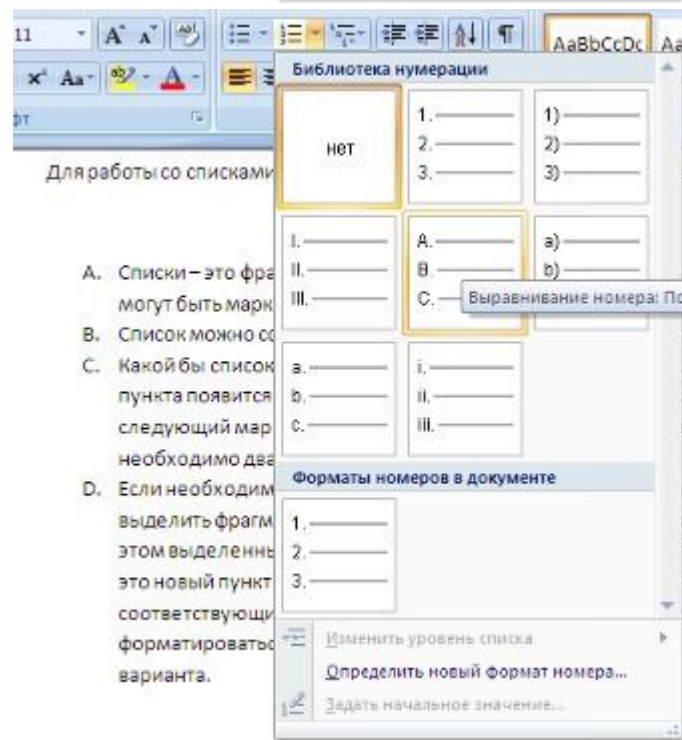 11
Aa
AaBbCcDc Aa
Библиотека нумерации
нет
1.
2.
3.
1)
2)
3)
I.
II.
III.
A.
B.
C.
a)
b)
Выравнивание номера: По
a.
b.
c.
i.
ii.
iii.
Форматы номеров в документе
1.
2.
3.
Изменить уровень списка
Определить новый формат номера...
Задать начальное значение...
Для работы со списками
A. Списки – это фра
могут быть марк
B. Список можно со
C. Какой бы список
пункта появится
следующий мар
необходимо два
D. Если необходим
выделить фрагм
этом выделенны
это новый пункт
соответствующи
форматироватьс
варианта.